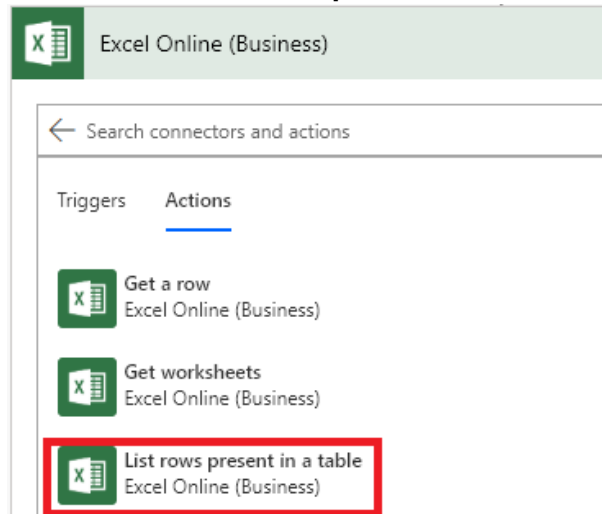 Excel Online (Business)
Search connectors and actions
Triggers Actions
Get a row
Excel Online (Business)
Get worksheets
Excel Online (Business)
List rows present in a table
Excel Online (Business)